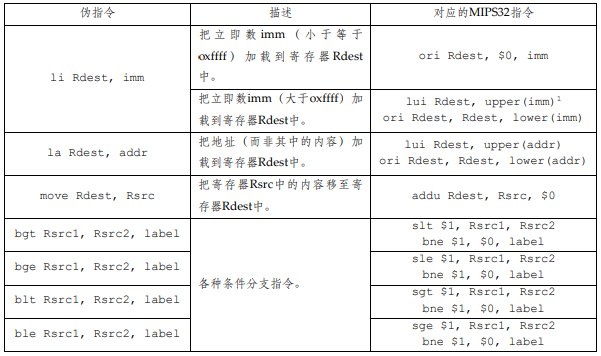 伪指令 描述 对应的MIPS32指令
li Rdest, imm
把立即数 imm （小于等于
oxffff）加载到寄存器Rdest
中。
ori Rdest, $0, imm
把立即数imm（大于oxffff）加
载到寄存器Rdest中。
lui Rdest, upper(imm)¹
ori Rdest, Rdest, lower(imm)
la Rdest, addr
把地址（而非其中的内容）加
载到寄存器Rdest中。
lui Rdest, upper(addr)
ori Rdest, Rdest, lower(addr)
move Rdest, Rsrc
把寄存器Rsrc中的内容移至寄
存器Rdest中。
addu Rdest, Rsrc, $0
bgt Rsrc1, Rsrc2, label
各种条件分支指令。
slt $1, Rsrc1, Rsrc2
bne $1, $0, label
bge Rsrc1, Rsrc2, label
sle $1, Rsrc1, Rsrc2
bne $1, $0, label
blt Rsrc1, Rsrc2, label
sgt $1, Rsrc1, Rsrc2
bne $1, $0, label
ble Rsrc1, Rsrc2, label
sge $1, Rsrc1, Rsrc2
bne $1, $0, label